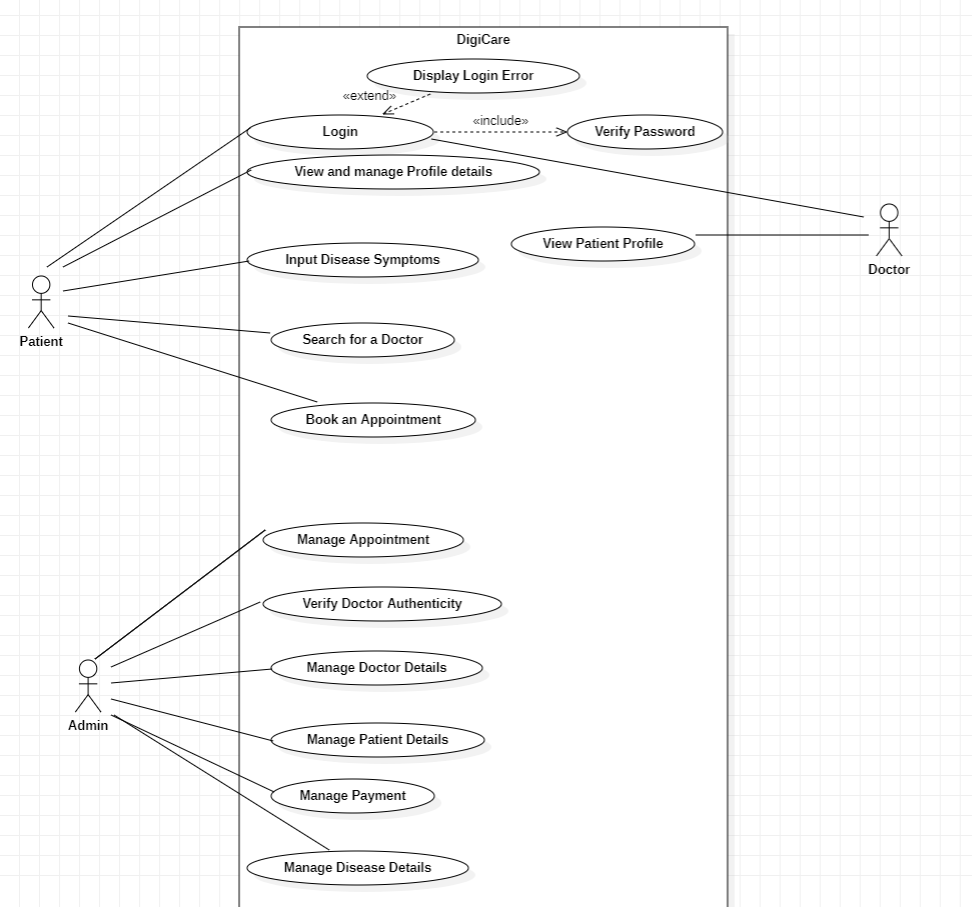 DigiCare
Display Login Error
«extend»
Login
«include»
Verify Password
View and manage Profile details
View Patient Profile
Doctor
Input Disease Symptoms
Patient
Search for a Doctor
Book an Appointment
Manage Appointment
Verify Doctor Authenticity
Manage Doctor Details
Admin
Manage Patient Details
Manage Payment
Manage Disease Details